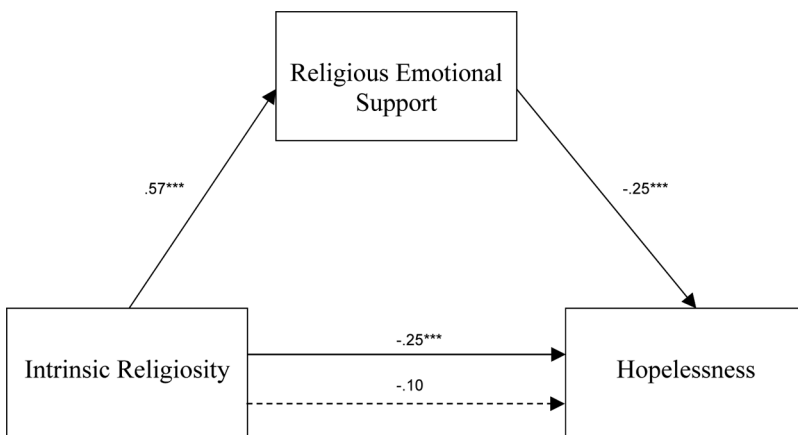 Religious Emotional
Support
.57***
-.25***
Intrinsic Religiosity
-.25***
-.10
Hopelessness